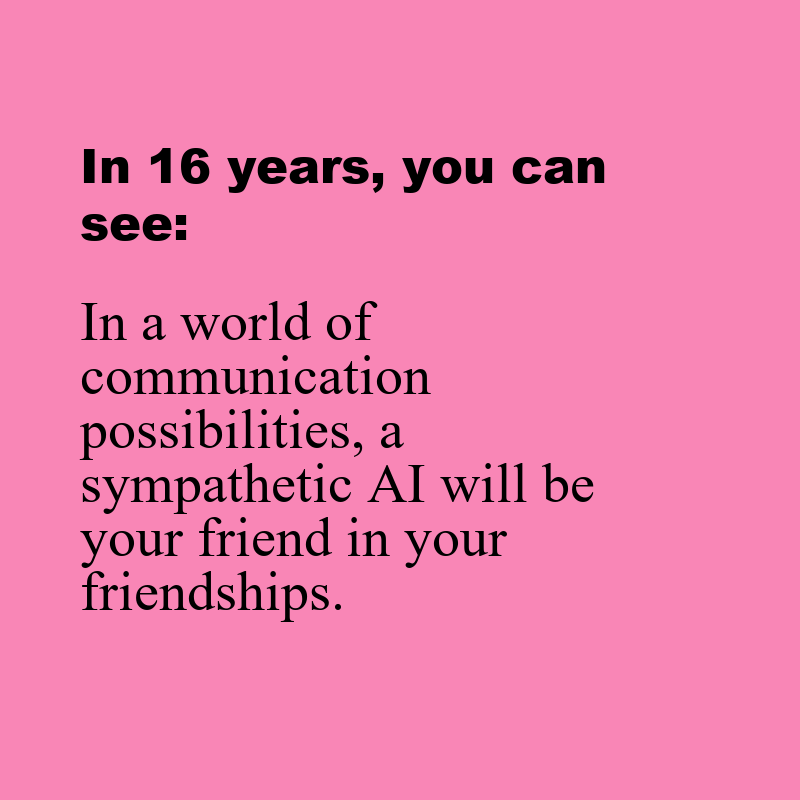 In 16 years, you can
see:
In a world of
communication
possibilities, a
sympathetic AI will be
your friend in your
friendships.